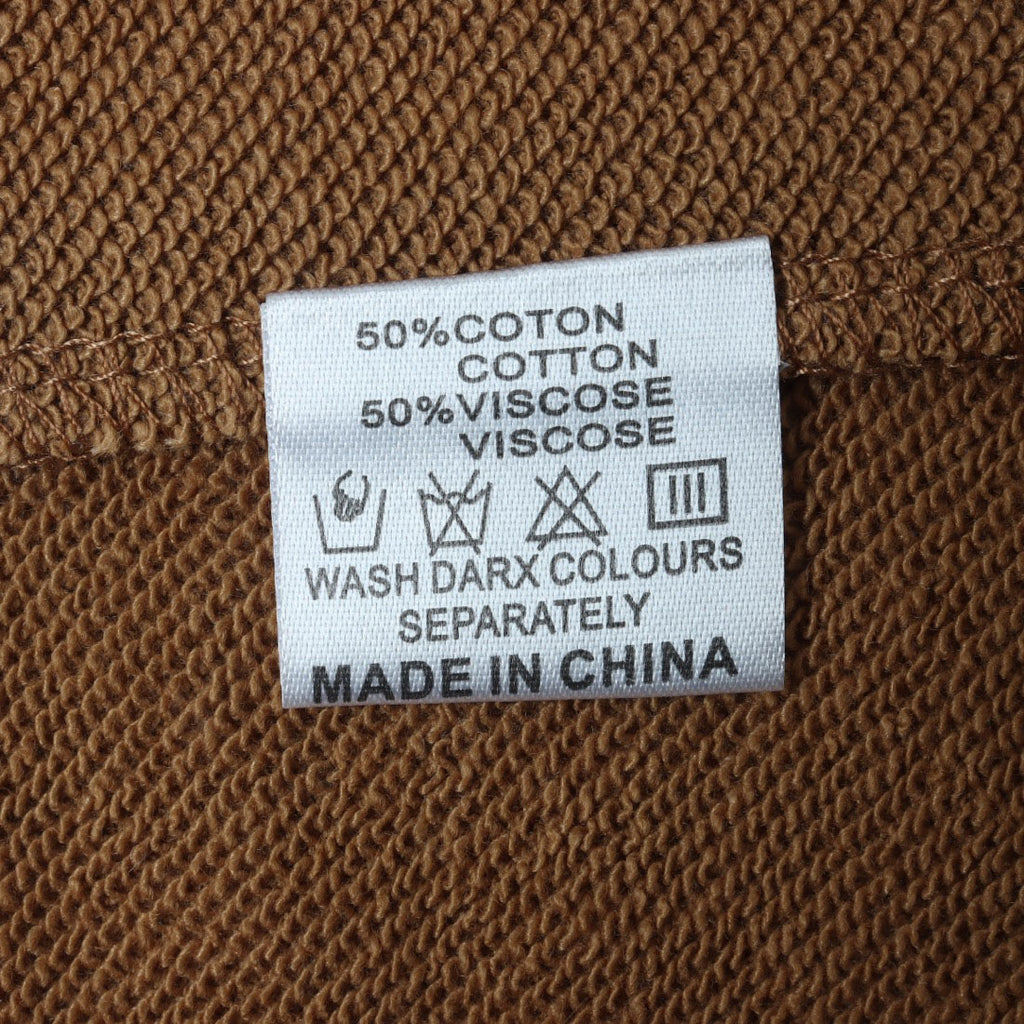 50%COTON
COTTON
50%VISCOSE
VISCOSE
WASH DARX COLOURS
SEPARATELY
MADE IN CHINA